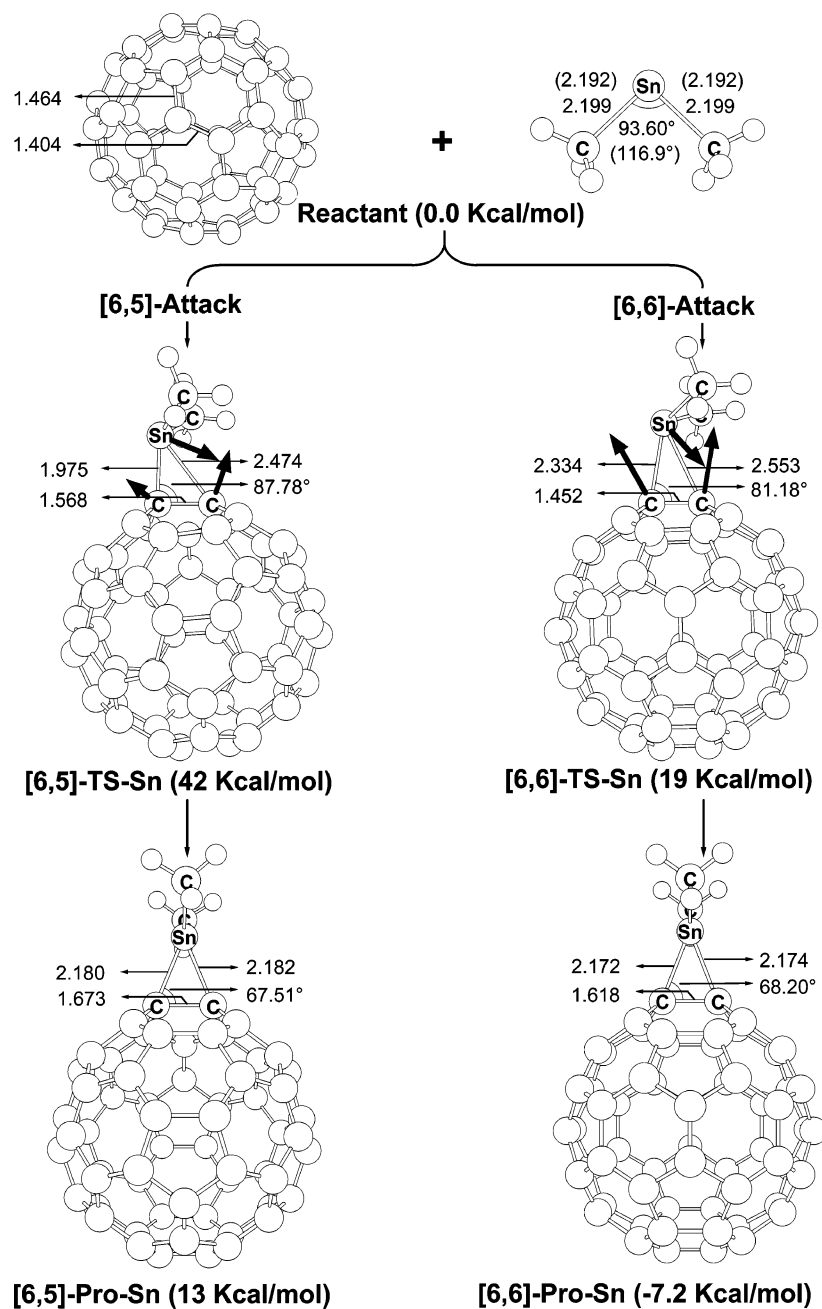 Sn
(2.192) (2.192)
1.464 2.199 2.199
93.60°
1.404 + C C
(116.9°)
Reactant (0.0 Kcal/mol)
[6,5]-Attack [6,6]-Attack
C C
C
Sn Sn
1.975 2.474 2.334 2.553
1.568 87.78° 1.452 81.18°
C C C C
[6,5]-TS-Sn (42 Kcal/mol) [6,6]-TS-Sn (19 Kcal/mol)
C C
C C
Sn Sn
2.180 2.182 2.172 2.174
1.673 67.51° 1.618 68.20°
C C C C
[6,5]-Pro-Sn (13 Kcal/mol) [6,6]-Pro-Sn (-7.2 Kcal/mol)